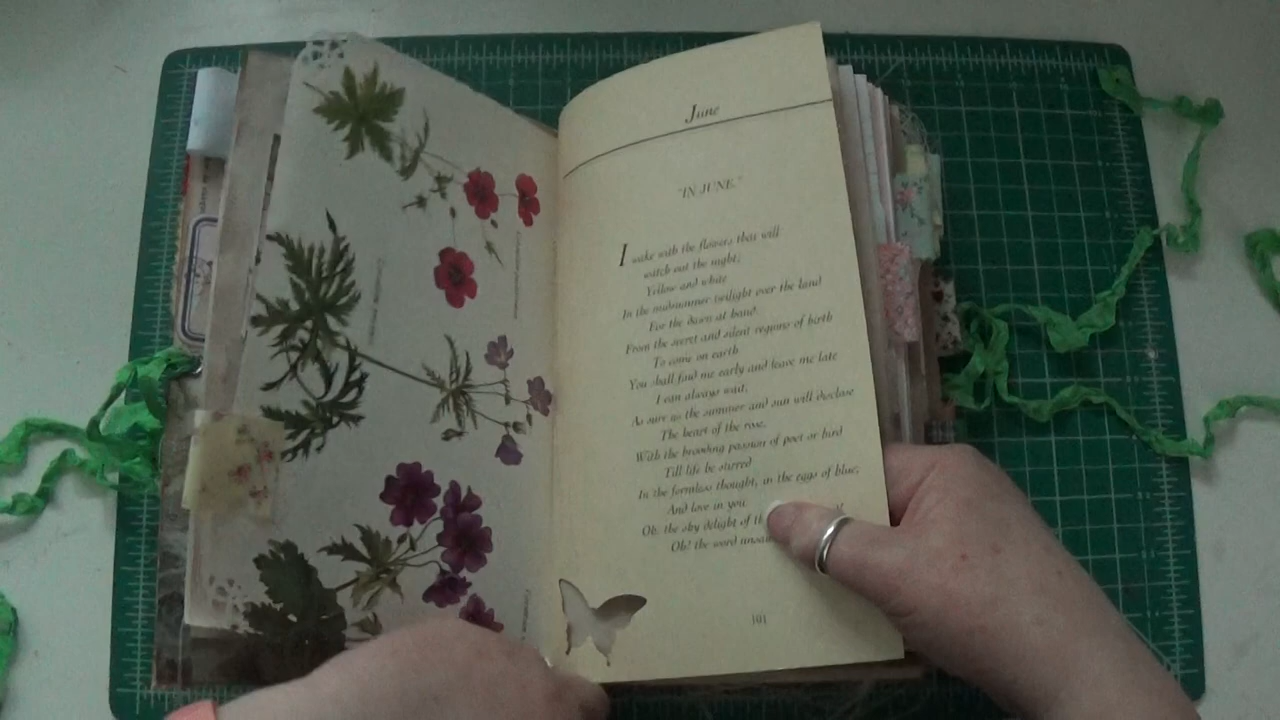 June
"IN JUNE."
I wake with the flowers that will
watch out the night,
Yellow and white
In the midsummer twilight over the land
For the dawn at hand.
From the secret and silent regions of birth
To come on earth
You shall find me early and leave me late
I can always wait.
As sure as the summer and sun will disclose
The heart of the rose,
With the brooding passion of poet or bird
Till life be stirred
In the formless thought, in the eggs of blue,
And love in you.
Oh. the sky delight of th
Oh! the word unsa
101